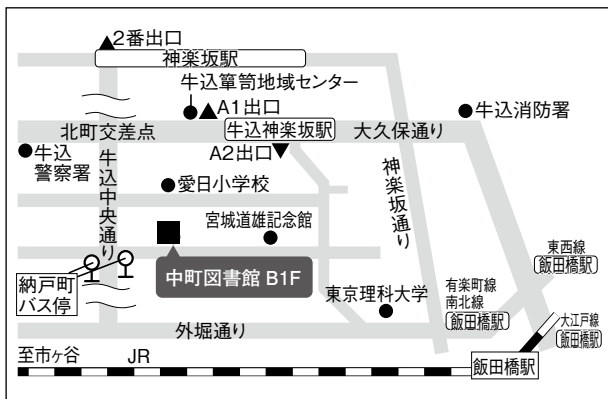 2番出口
神楽坂駅
牛込簞笥地域センター
A1出口
牛込消防署
北町交差点
牛込神楽坂駅
大久保通り
牛込
警察署
A2出口
牛込中央通り
愛日小学校
神楽坂通り
宮城道雄記念館
中町図書館 B1F
納戸町
バス停
東京理科大学
有楽町線
南北線
飯田橋駅
東西線
飯田橋駅
大江戸線
飯田橋駅
外堀通り
至市ヶ谷
JR
飯田橋駅